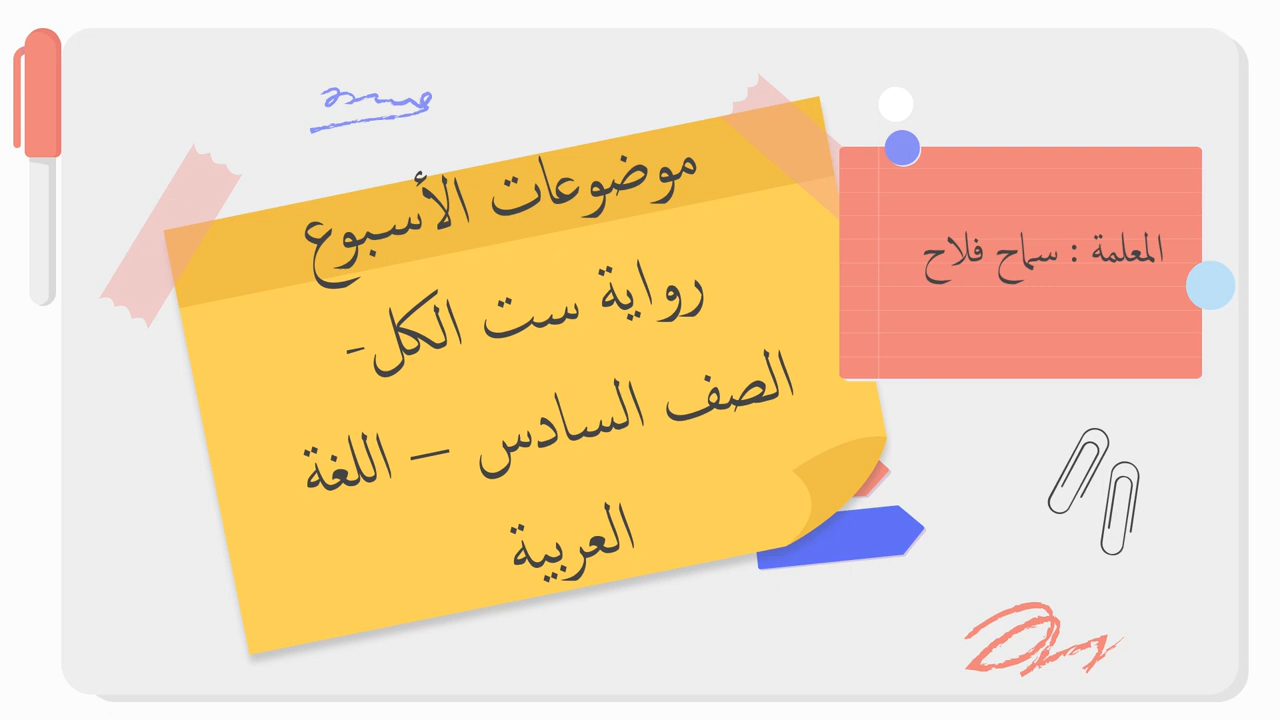 موضوعات الأسبوع
رواية ست الكل-
الصف السادس – اللغة
العربية
المعلمة : سماح فلاح